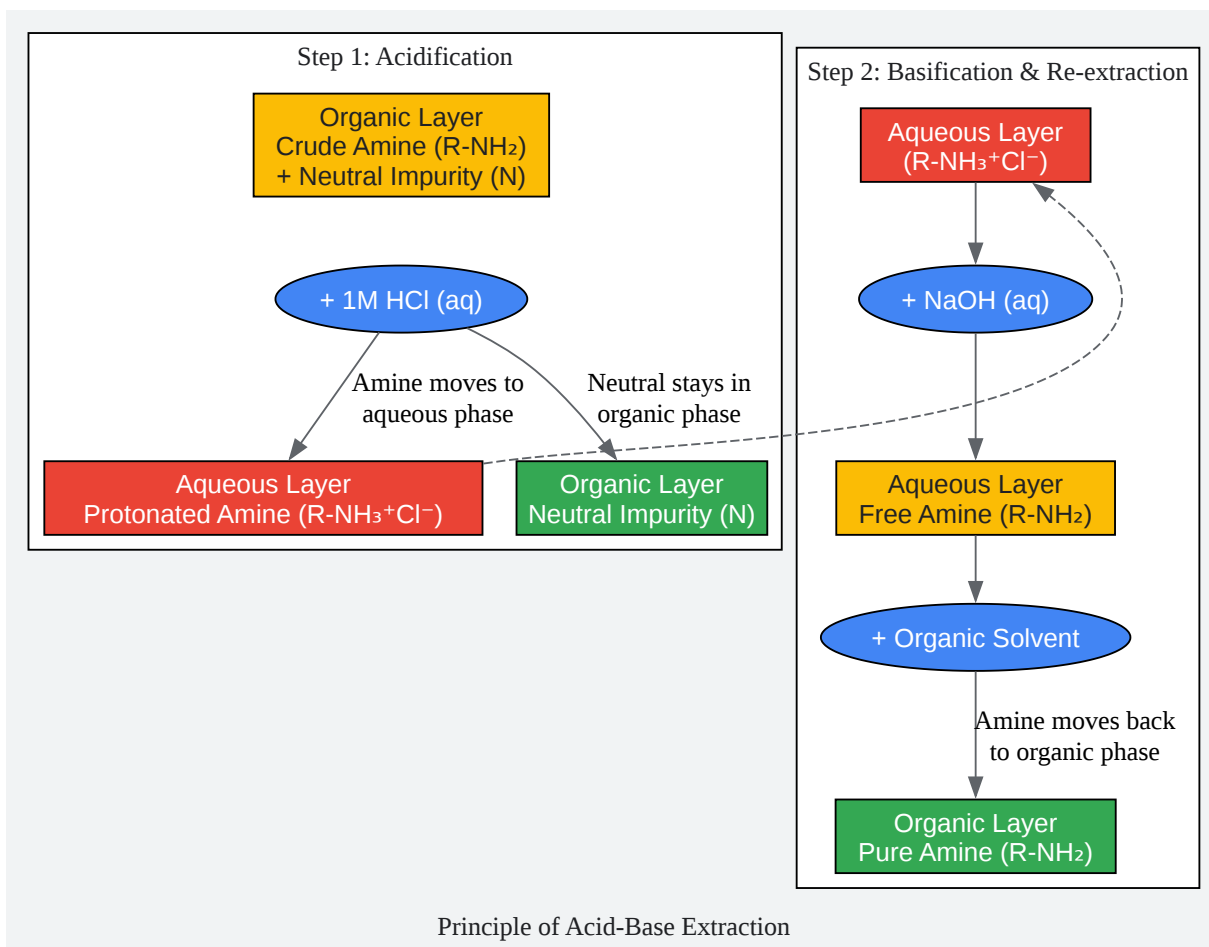 Step 1: Acidification
Organic Layer
Crude Amine (R-NH₂)
+ Neutral Impurity (N)
+ 1M HCl (aq)
Amine moves to
aqueous phase
Neutral stays in
organic phase
Aqueous Layer
Protonated Amine (R-NH₃⁺Cl⁻)
Organic Layer
Neutral Impurity (N)
Step 2: Basification & Re-extraction
Aqueous Layer
(R-NH₃⁺Cl⁻)
+ NaOH (aq)
Aqueous Layer
Free Amine (R-NH₂)
+ Organic Solvent
Amine moves back
to organic phase
Organic Layer
Pure Amine (R-NH₂)
Principle of Acid-Base Extraction